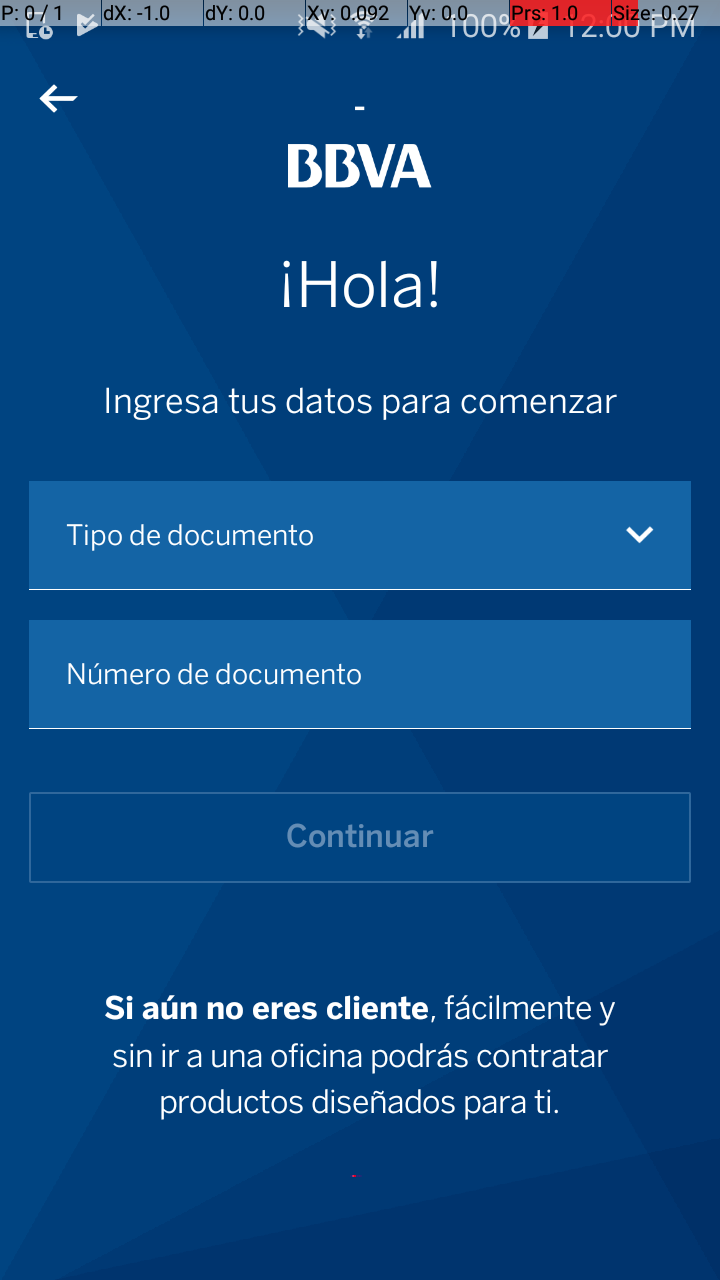 P: 0 / 1 dX: -1.0 dY: 0.0 Xv: 0.092 Yv: 0.0 Prs: 1.0 Size: 0.27
100% 12:00 PM
BBVA
¡Hola!
Ingresa tus datos para comenzar
Tipo de documento
Número de documento
Continuar
Si aún no eres cliente, fácilmente y
sin ir a una oficina podrás contratar
productos diseñados para ti.